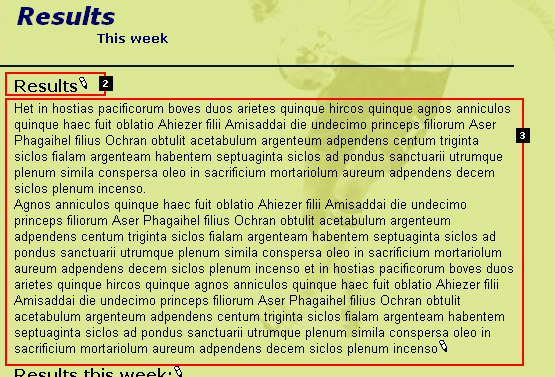 Results
This week
Results
2
Het in hostias pacificorum boves duos arietes quinque hircos quinque agnos anniculos
quinque haec fuit oblatio Ahiezer filii Amisaddai die undecimo princeps filiorum Aser
3
Phagaihel filius Ochran obtulit acetabulum argenteum adpendens centum triginta
siclos fialam argenteam habentem septuaginta siclos ad pondus sanctuarii utrumque
plenum simila conspersa oleo in sacrificium mortariolum aureum adpendens decem
siclos plenum incenso.
Agnos anniculos quinque haec fuit oblatio Ahiezer filii Amisaddai die undecimo
princeps filiorum Aser Phagaihel filius Ochran obtulit acetabulum argenteum
adpendens centum triginta siclos fialam argenteam habentem septuaginta siclos ad
pondus sanctuarii utrumque plenum simila conspersa oleo in sacrificium mortariolum
aureum adpendens decem siclos plenum incenso et in hostias pacificorum boves duos
arietes quinque hircos quinque agnos anniculos quinque haec fuit oblatio Ahiezer filii
Amisaddai die undecimo princeps filiorum Aser Phagaihel filius Ochran obtulit
acetabulum argenteum adpendens centum triginta siclos fialam argenteam habentem
septuaginta siclos ad pondus sanctuarii utrumque plenum simila conspersa oleo in
sacrificium mortariolum aureum adpendens decem siclos plenum incenso
Results this week: